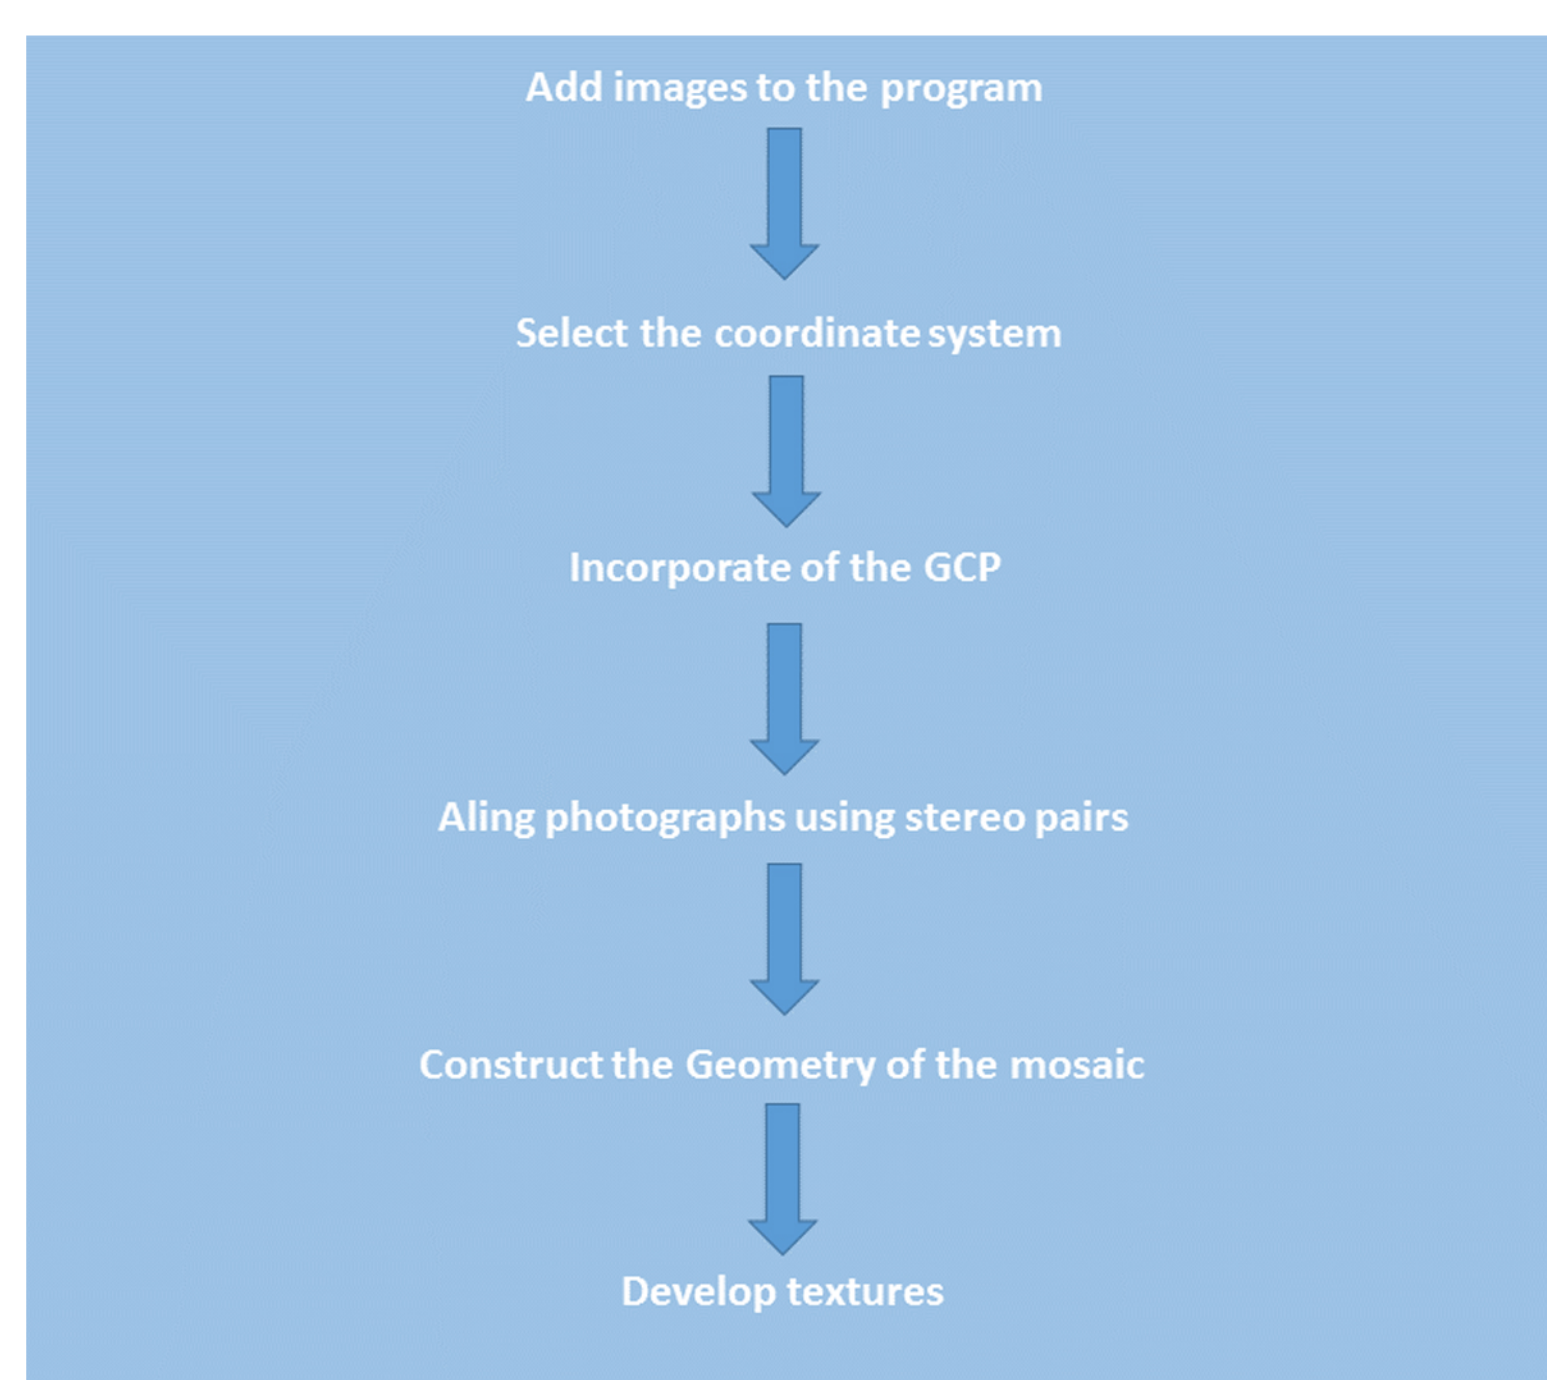 Add images to the program
Select the coordinate system
Incorporate of the GCP
Aling photographs using stereo pairs
Construct the Geometry of the mosaic
Develop textures